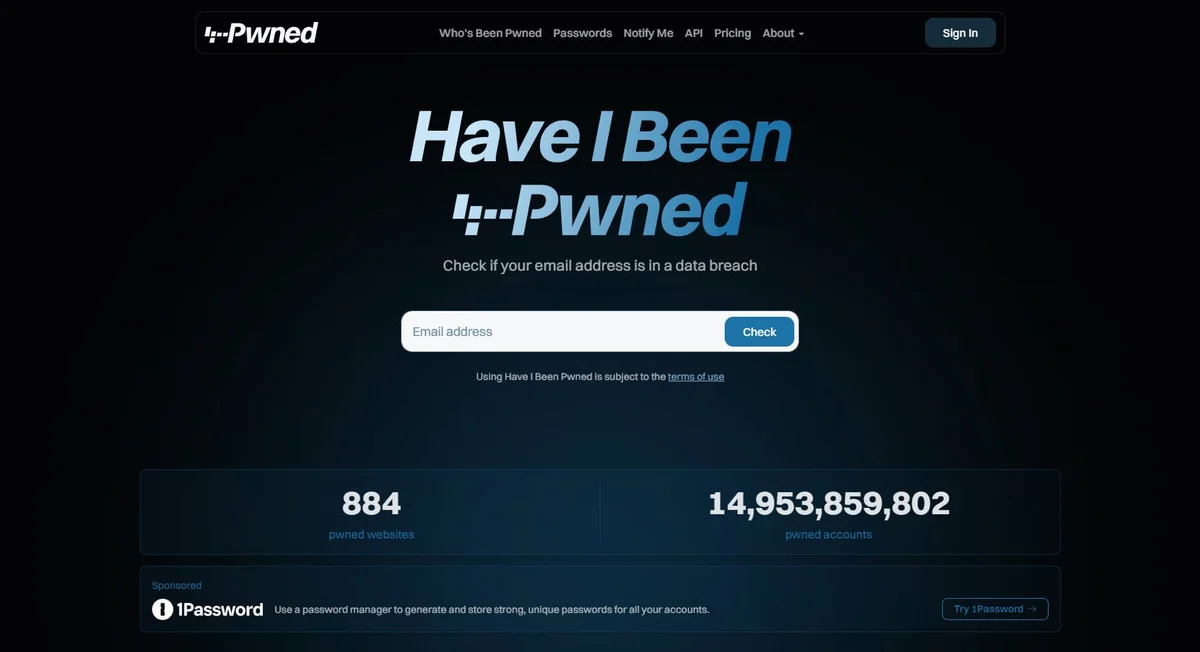 Pwned
Who's Been Pwned Passwords Notify Me API Pricing About
Sign In
Have I Been
Pwned
Check if your email address is in a data breach
Email address
Check
Using Have I Been Pwned is subject to the terms of use
884
pwned websites
14,953,859,802
pwned accounts
Sponsored
1Password
Use a password manager to generate and store strong, unique passwords for all your accounts.
Try 1Password →